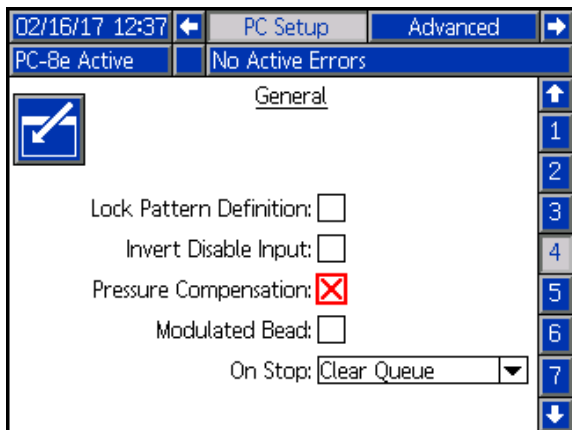 02/16/17 12:37 PC Setup Advanced
PC-8e Active No Active Errors
General
1
2
Lock Pattern Definition: 3
Invert Disable Input: 4
Pressure Compensation: 5
Modulated Bead: 6
On Stop: Clear Queue 7